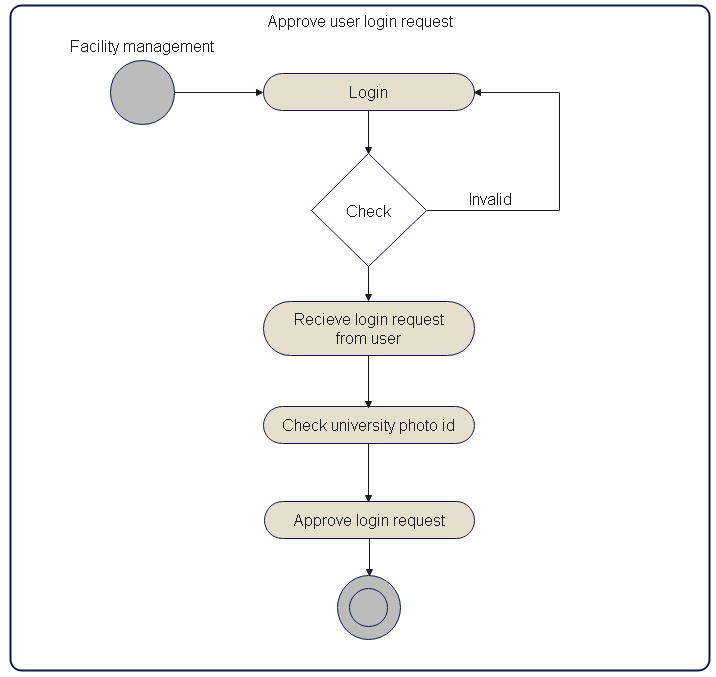 Approve user login request
Facility management
Login
Check
Invalid
Recieve login request
from user
Check university photo id
Approve login request